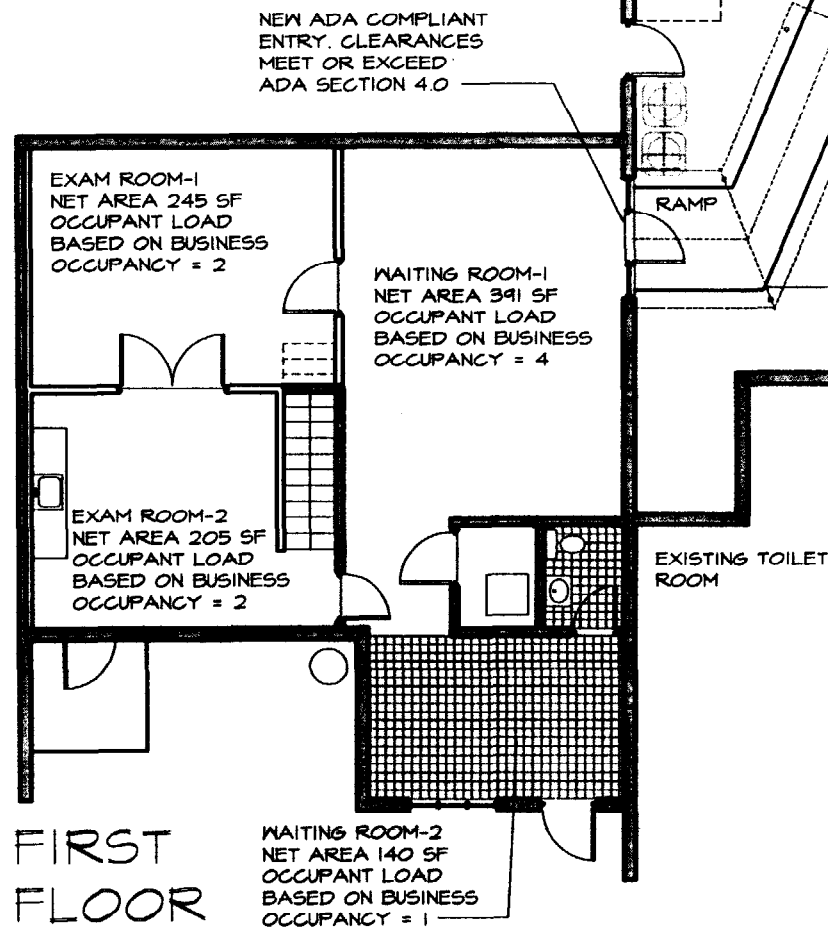 NEW ADA COMPLIANT
ENTRY. CLEARANCES
MEET OR EXCEED
ADA SECTION 4.0
EXAM ROOM-1
NET AREA 245 SF
OCCUPANT LOAD
BASED ON BUSINESS
OCCUPANCY = 2
RAMP
WAITING ROOM-1
NET AREA 391 SF
OCCUPANT LOAD
BASED ON BUSINESS
OCCUPANCY = 4
EXAM ROOM-2
NET AREA 205 SF
OCCUPANT LOAD
BASED ON BUSINESS
OCCUPANCY = 2
EXISTING TOILET
ROOM
FIRST
FLOOR
WAITING ROOM-2
NET AREA 140 SF
OCCUPANT LOAD
BASED ON BUSINESS
OCCUPANCY = 1